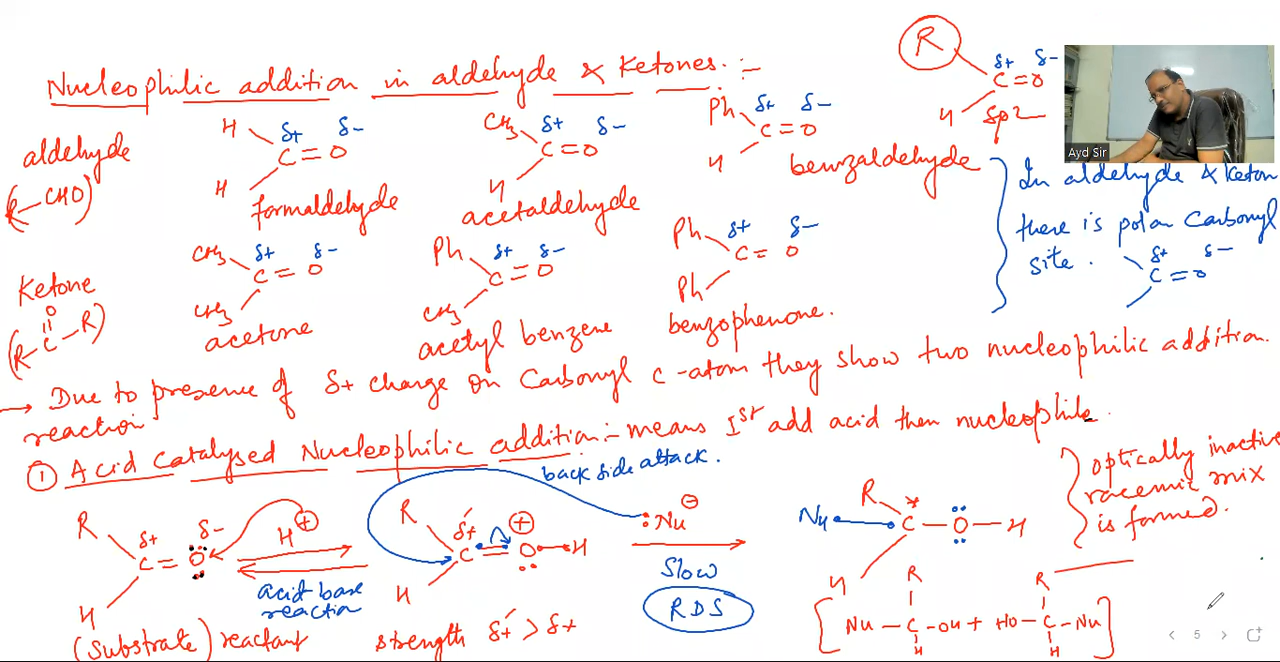 Nucleophilic addition in aldehyde & Ketones. :-
R
δ+ δ-
C=O
H
sp2
Ayd Sir
aldehyde
(R-CHO)
H
δ+ δ-
C=O
H
formaldehyde
CH3
δ+ δ-
C=O
H
acetaldehyde
Ph
δ+ δ-
C=O
H
benzaldehyde
In aldehyde & Keton
there is polar Carbonyl
site.
δ+ δ-
C=O
Ketone
O
(R-C-R)
CH3
δ+ δ-
C=O
CH3
acetone
Ph
δ+ δ-
C=O
CH3
acetyl benzene
Ph
δ+ δ-
C=O
Ph
benzophenone.
→ Due to presence of δ+ charge on Carbonyl C-atom they show two nucleophilic addition.
reaction.
① Acid Catalysed Nucleophilic addition:- means Ist add acid then nucleophile.
back side attack.
optically inactive
racemic mix
is formed.
R
δ+ δ-
C=O
H
H⊕
acid base
reaction
(Substrate) reactant
R
δ+́ ⊕
C=O-H
H
strength δ+́ > δ+
:Nu⊖
Slow
RDS
R
*
Nu-C-O-H
H
R R
[Nu-C-OH + HO-C-Nu]
H H
5